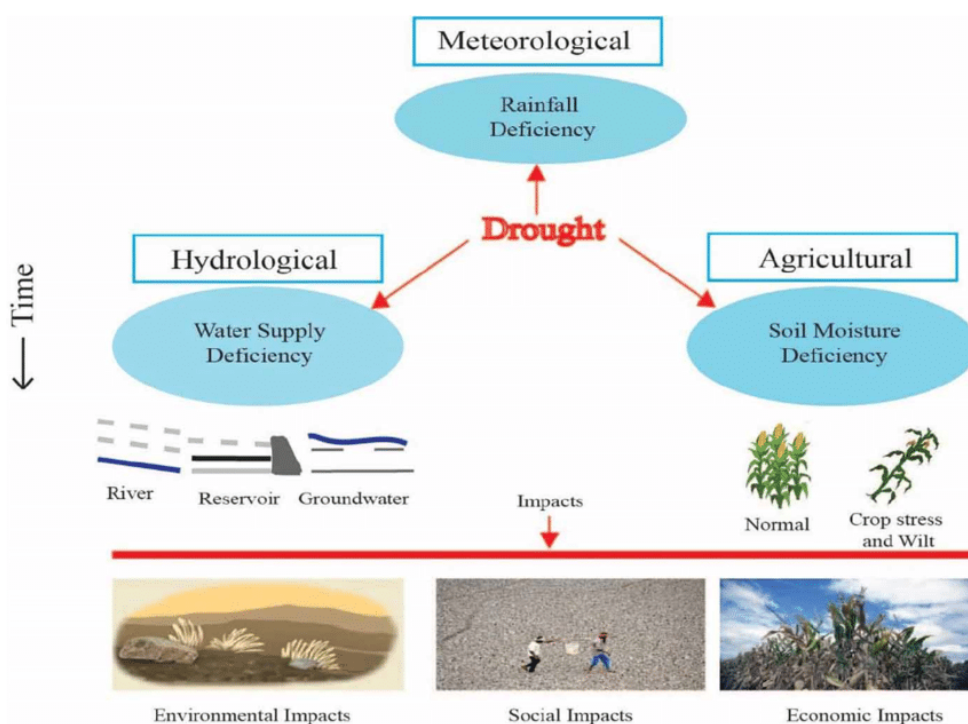 Meteorological
Rainfall
Deficiency
Drought
Hydrological
Agricultural
Time
Water Supply
Deficiency
Soil Moisture
Deficiency
River
Reservoir
Groundwater
Impacts
Normal
Crop stress
and Wilt
Environmental Impacts
Social Impacts
Economic Impacts